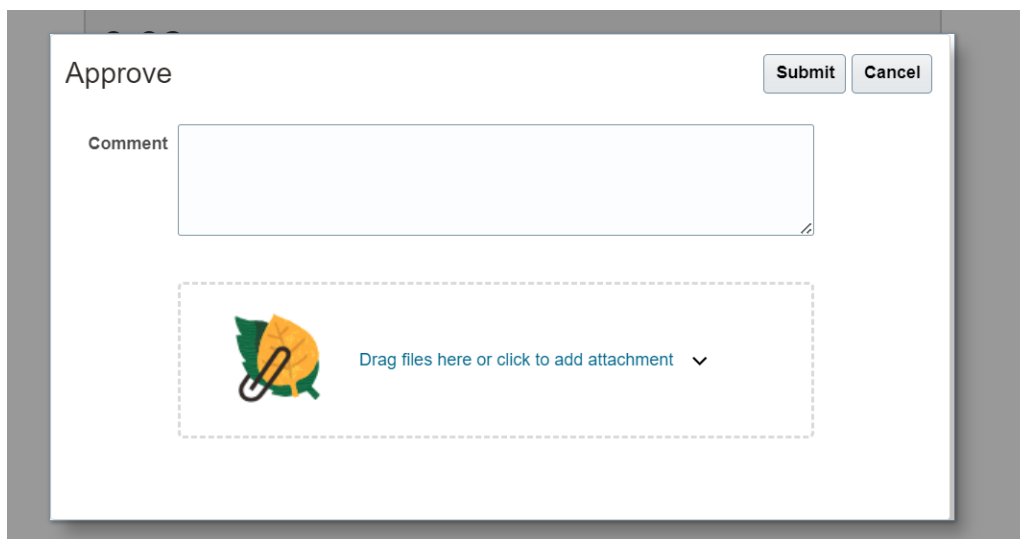 Approve
Submit Cancel
Comment
Drag files here or click to add attachment